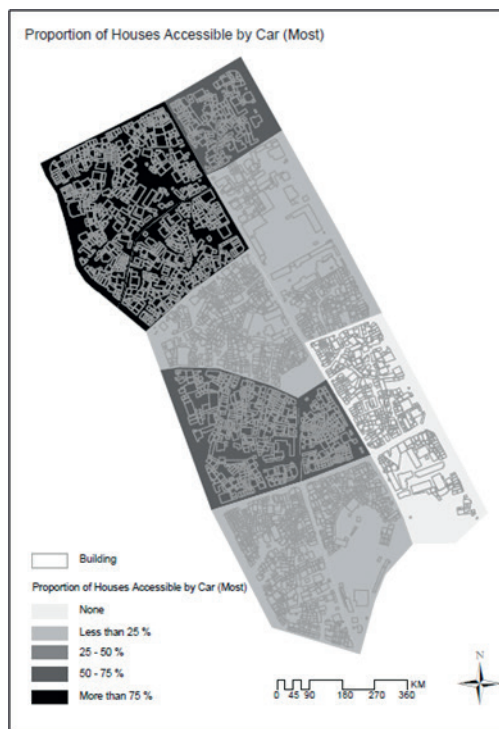 Proportion of Houses Accessible by Car (Most)
Building
Proportion of Houses Accessible by Car (Most)
None
Less than 25 %
25 - 50 %
50 - 75 %
More than 75 %
N
KM
0 45 90 180 270 360